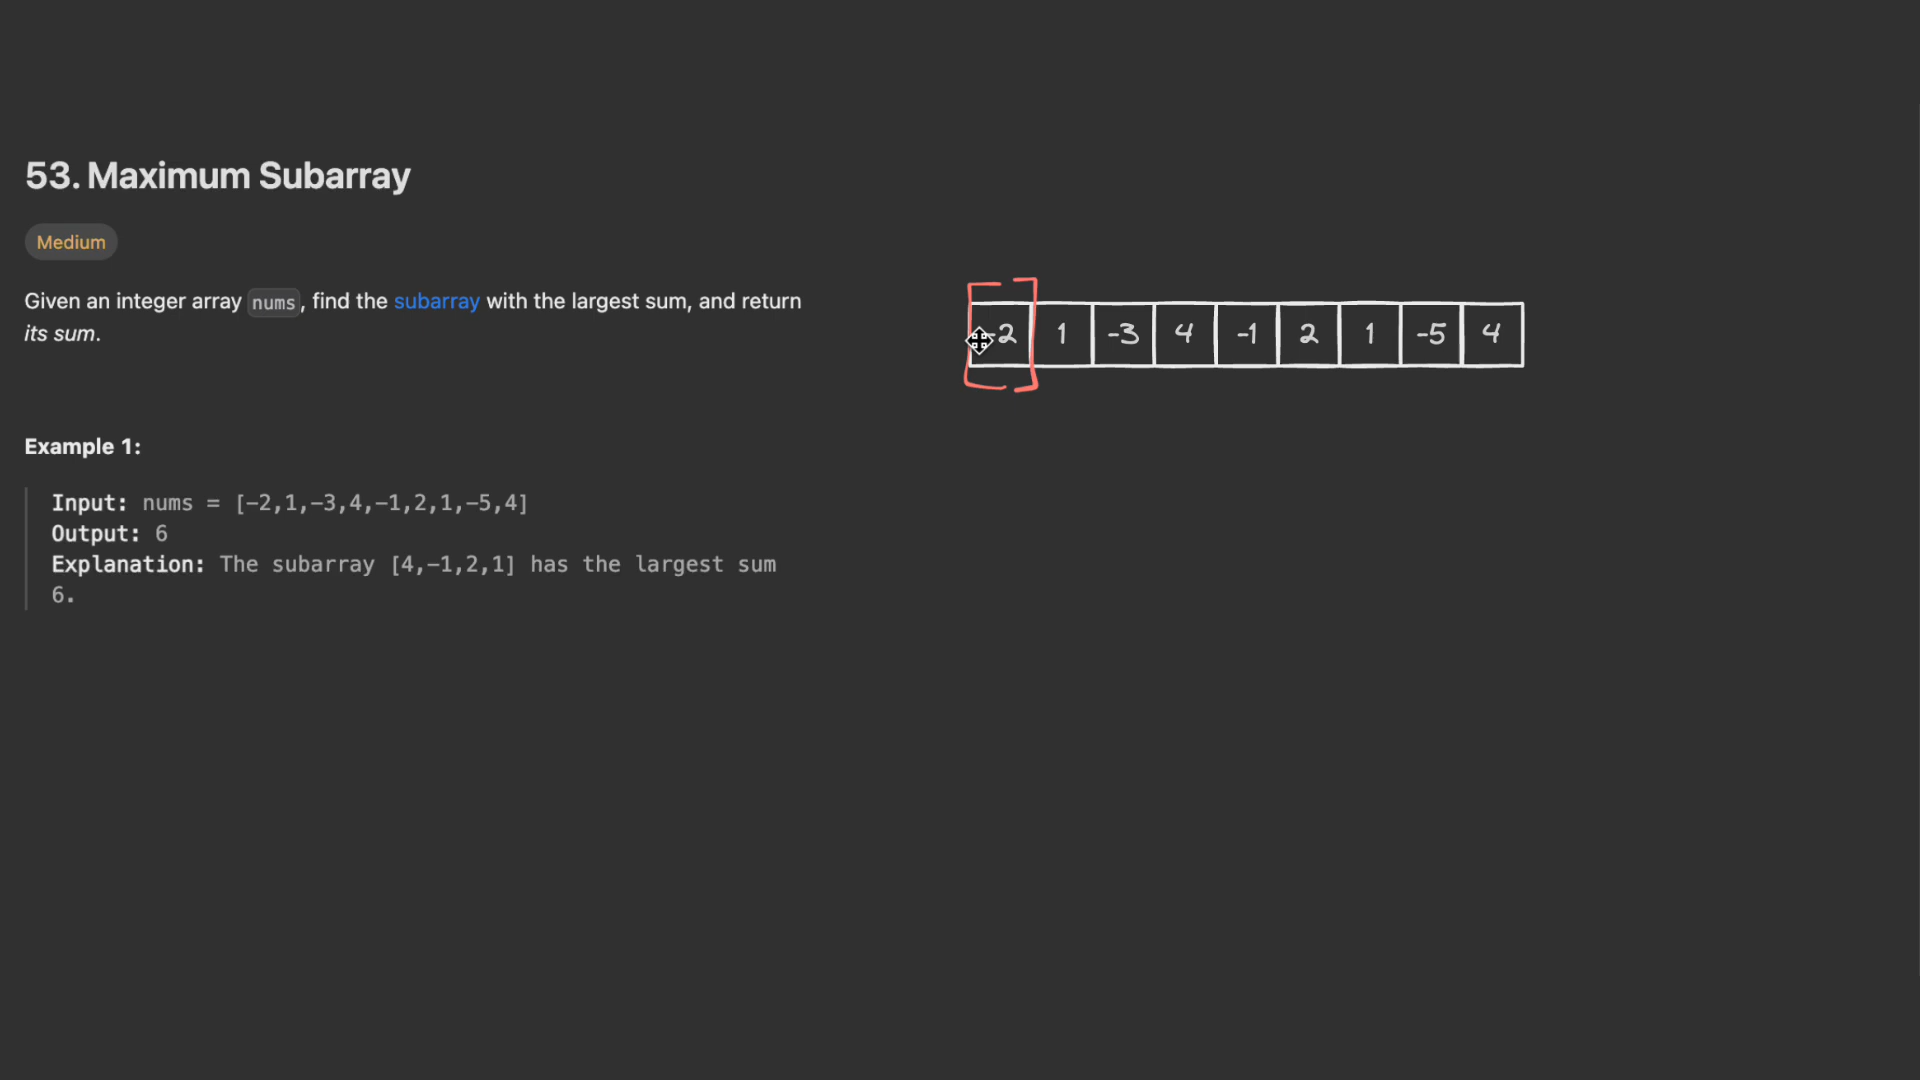 53. Maximum Subarray
Medium
Given an integer array nums, find the subarray with the largest sum, and return
its sum.
-2 1 -3 4 -1 2 1 -5 4
Example 1:
Input: nums = [-2,1,-3,4,-1,2,1,-5,4]
Output: 6
Explanation: The subarray [4,-1,2,1] has the largest sum
6.